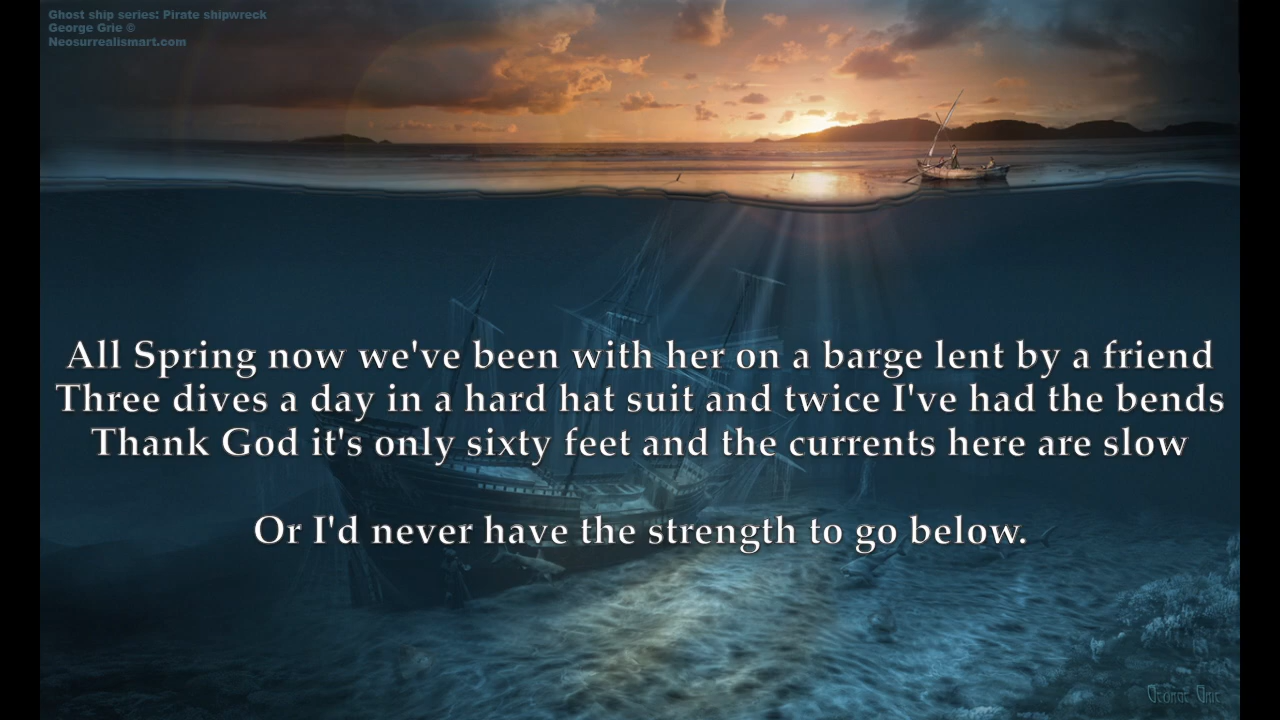 Ghost ship series: Pirate shipwreck
George Grie ©
Neosurrealismart.com
All Spring now we've been with her on a barge lent by a friend
Three dives a day in a hard hat suit and twice I've had the bends
Thank God it's only sixty feet and the currents here are slow
Or I'd never have the strength to go below.
George Grie